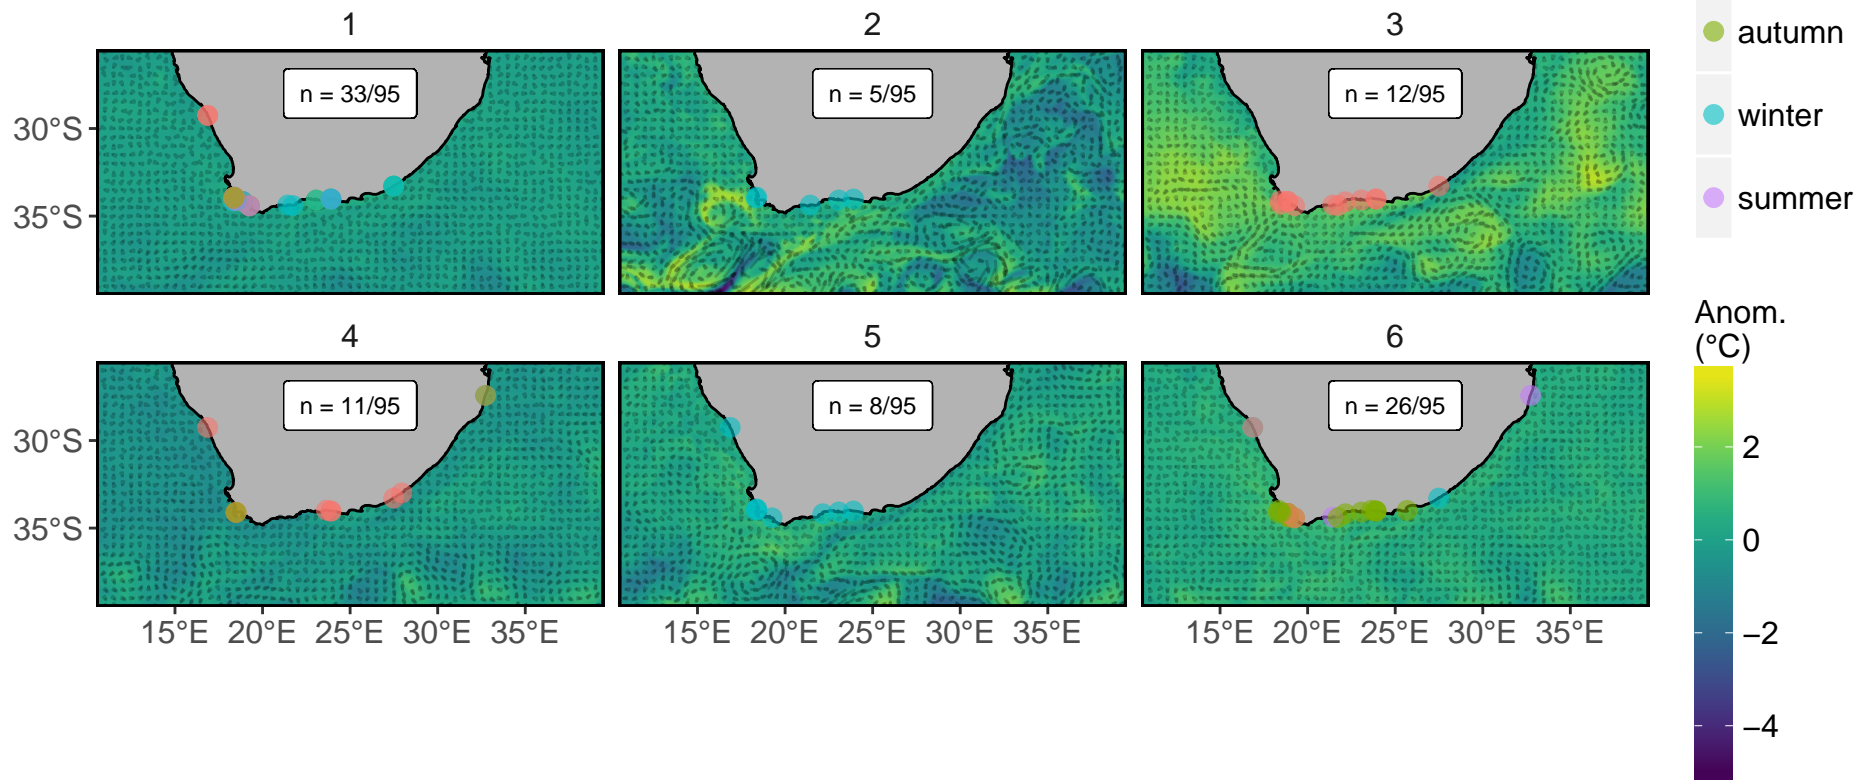 1 2 3
autumn
winter
summer
n = 33/95 n = 5/95 n = 12/95
30°S
35°S
4 5 6
Anom.
(°C)
n = 11/95 n = 8/95 n = 26/95
30°S
35°S
2
0
−2
−4
15°E 20°E 25°E 30°E 35°E 15°E 20°E 25°E 30°E 35°E 15°E 20°E 25°E 30°E 35°E